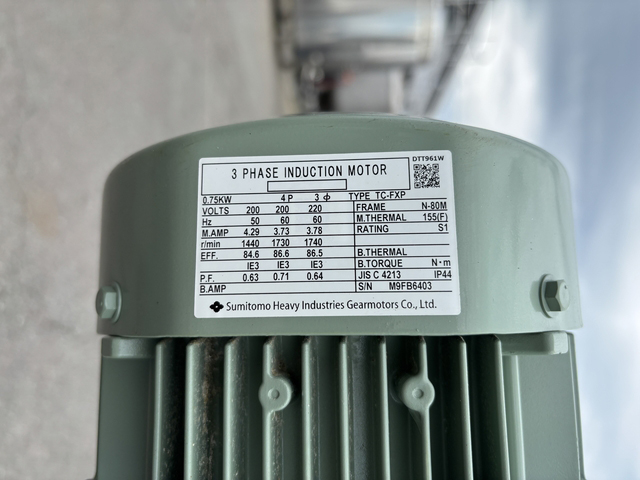 3 PHASE INDUCTION MOTOR
DTT961W
0.75KW 4P 3 Φ TYPE TC-FXP
VOLTS 200 200 220 FRAME N-80M
Hz 50 60 60 M.THERMAL 155(F)
M.AMP 4.29 3.73 3.78 RATING S1
r/min 1440 1730 1740
EFF. 84.6 86.6 86.5 B.THERMAL
IE3 IE3 IE3 B.TORQUE N·m
P.F. 0.63 0.71 0.64 JIS C 4213 IP44
B.AMP S/N M9FB6403
Sumitomo Heavy Industries Gearmotors Co., Ltd.